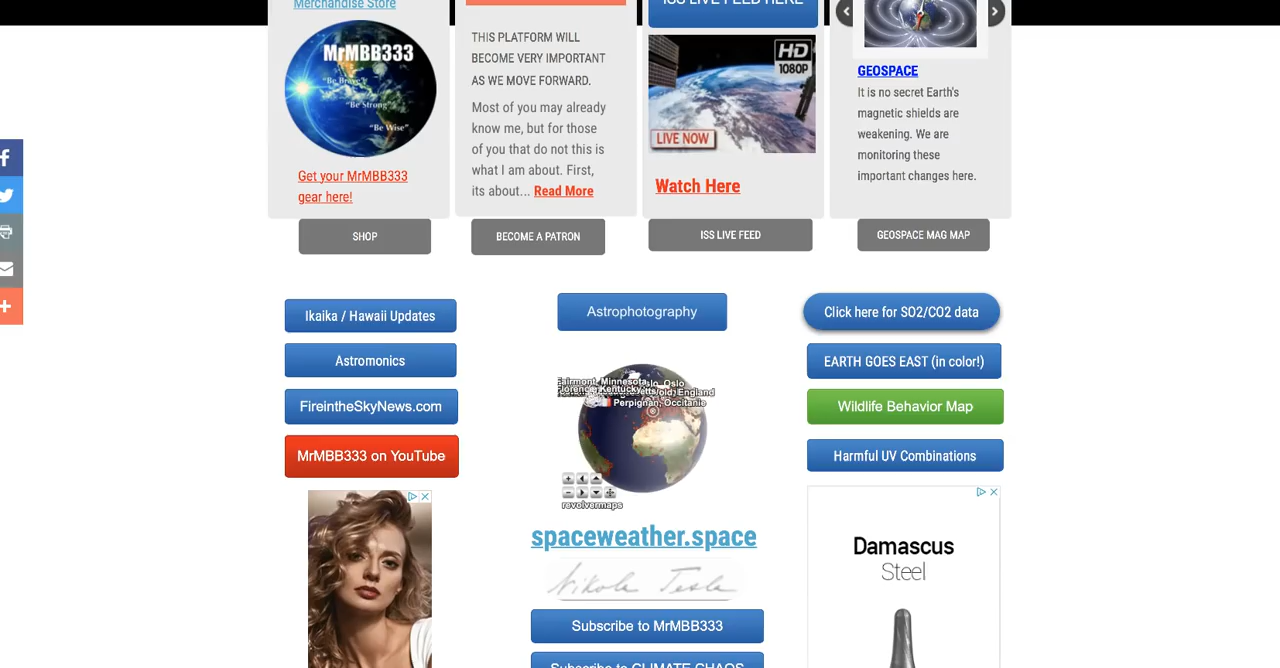 Merchandise Store
MrMBB333
"Be Brave"
"Be Strong"
"Be Wise"
Get your MrMBB333
gear here!
SHOP
THIS PLATFORM WILL
BECOME VERY IMPORTANT
AS WE MOVE FORWARD.
Most of you may already
know me, but for those
of you that do not this is
what I am about. First,
its about... Read More
BECOME A PATRON
ISS LIVE FEED HERE
HD
1080P
LIVE NOW
Watch Here
ISS LIVE FEED
GEOSPACE
It is no secret Earth's
magnetic shields are
weakening. We are
monitoring these
important changes here.
GEOSPACE MAG MAP
Ikaika / Hawaii Updates
Astromonics
FireintheSkyNews.com
MrMBB333 on YouTube
Astrophotography
Fairmont, Minnesota
Oslo, Oslo
Florence, Kentucky
England
Perpignan, Occitanie
revolvermaps
spaceweather.space
Nikola Tesla
Subscribe to MrMBB333
Subscribe to CLIMATE CHAOS
Click here for SO2/CO2 data
EARTH GOES EAST (in color!)
Wildlife Behavior Map
Harmful UV Combinations
Damascus
Steel